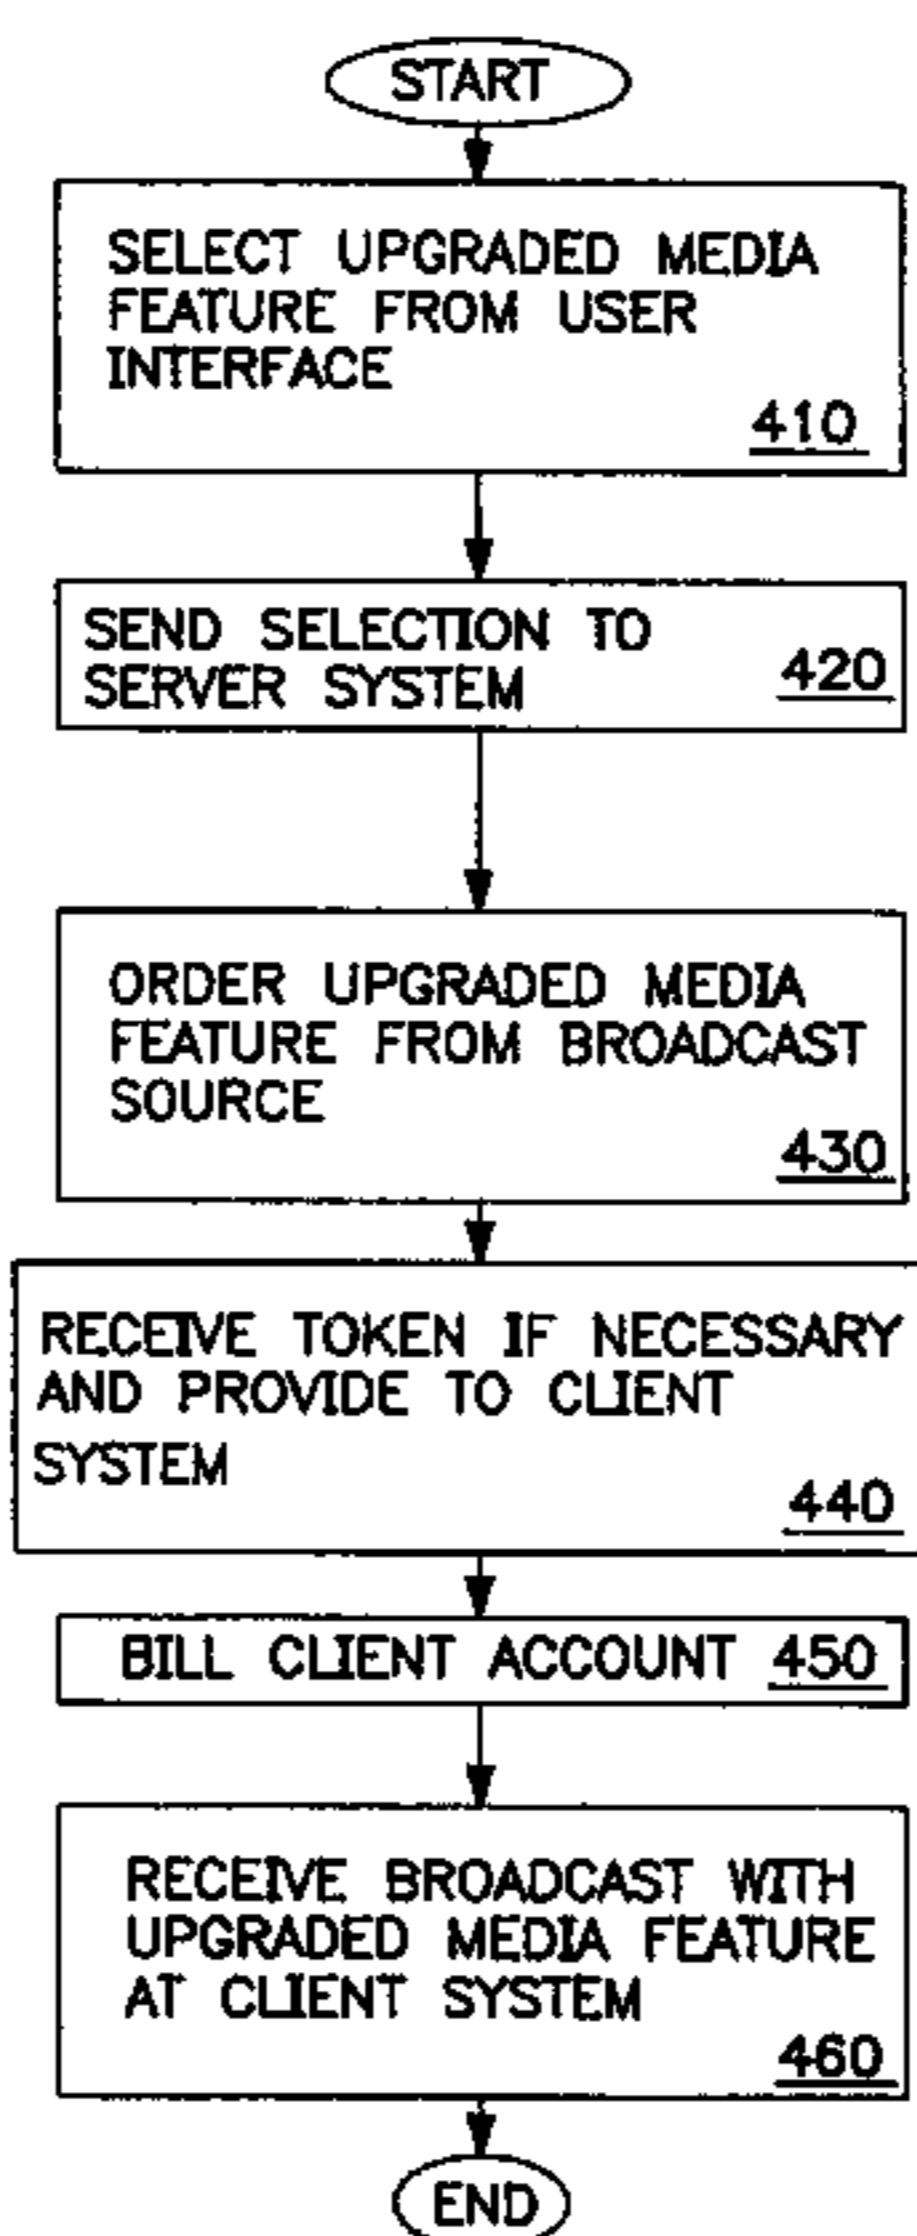 START
SELECT UPGRADED MEDIA
FEATURE FROM USER
INTERFACE
410
SEND SELECTION TO
SERVER SYSTEM
420
ORDER UPGRADED MEDIA
FEATURE FROM BROADCAST
SOURCE
430
RECEIVE TOKEN IF NECESSARY
AND PROVIDE TO CLIENT
SYSTEM
440
BILL CLIENT ACCOUNT 450
RECEIVE BROADCAST WITH
UPGRADED MEDIA FEATURE
AT CLIENT SYSTEM
460
END